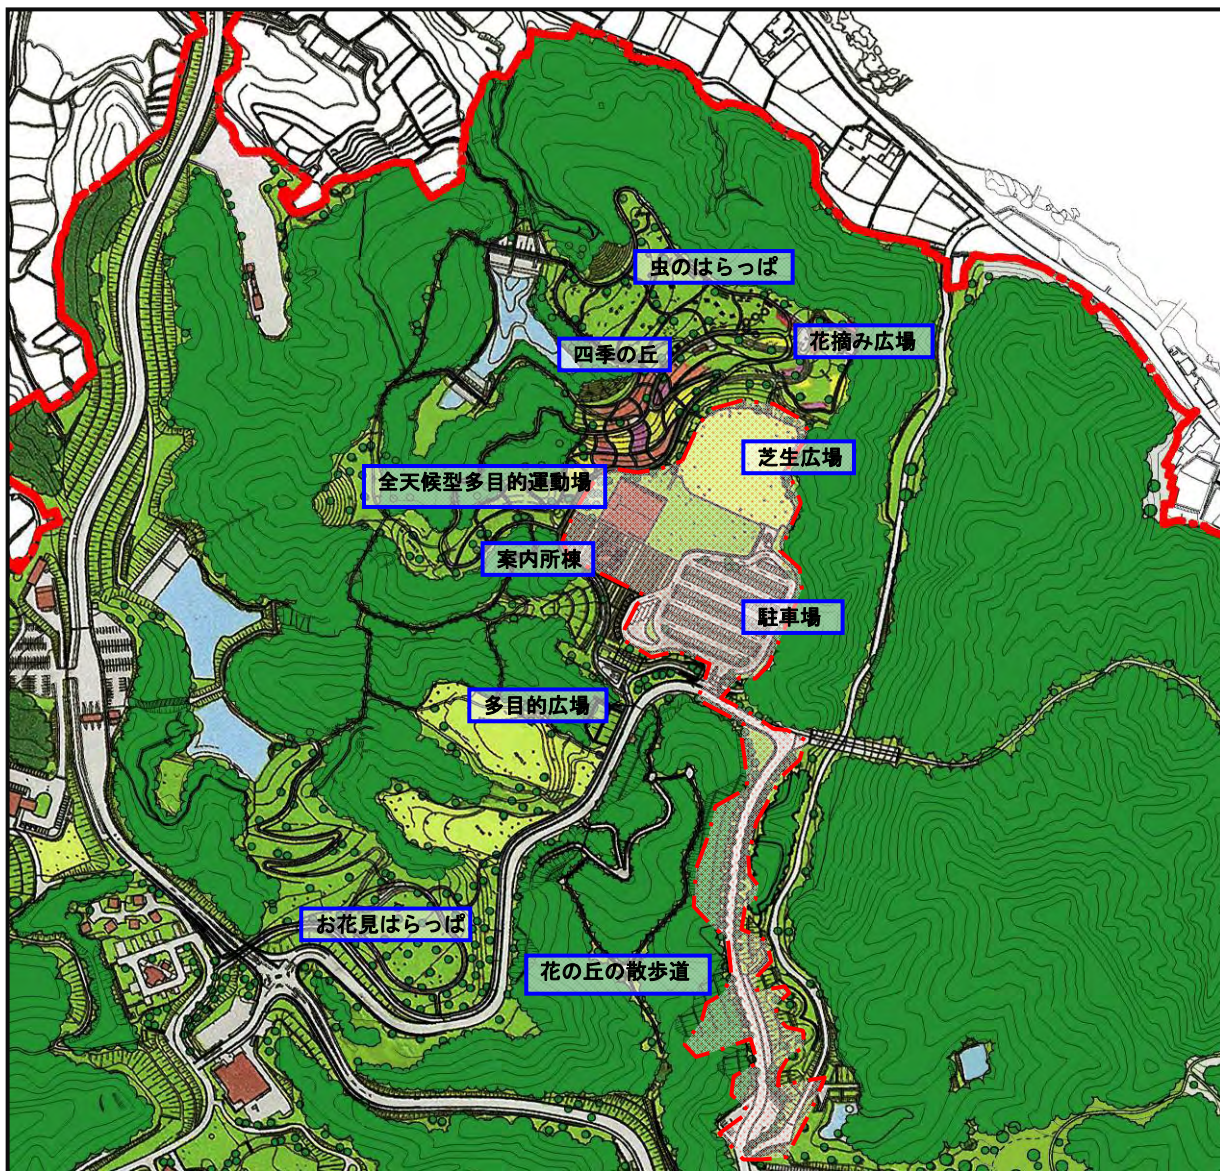 虫のはらっぱ
花摘み広場
四季の丘
芝生広場
全天候型多目的運動場
案内所棟
駐車場
多目的広場
お花見はらっぱ
花の丘の散歩道